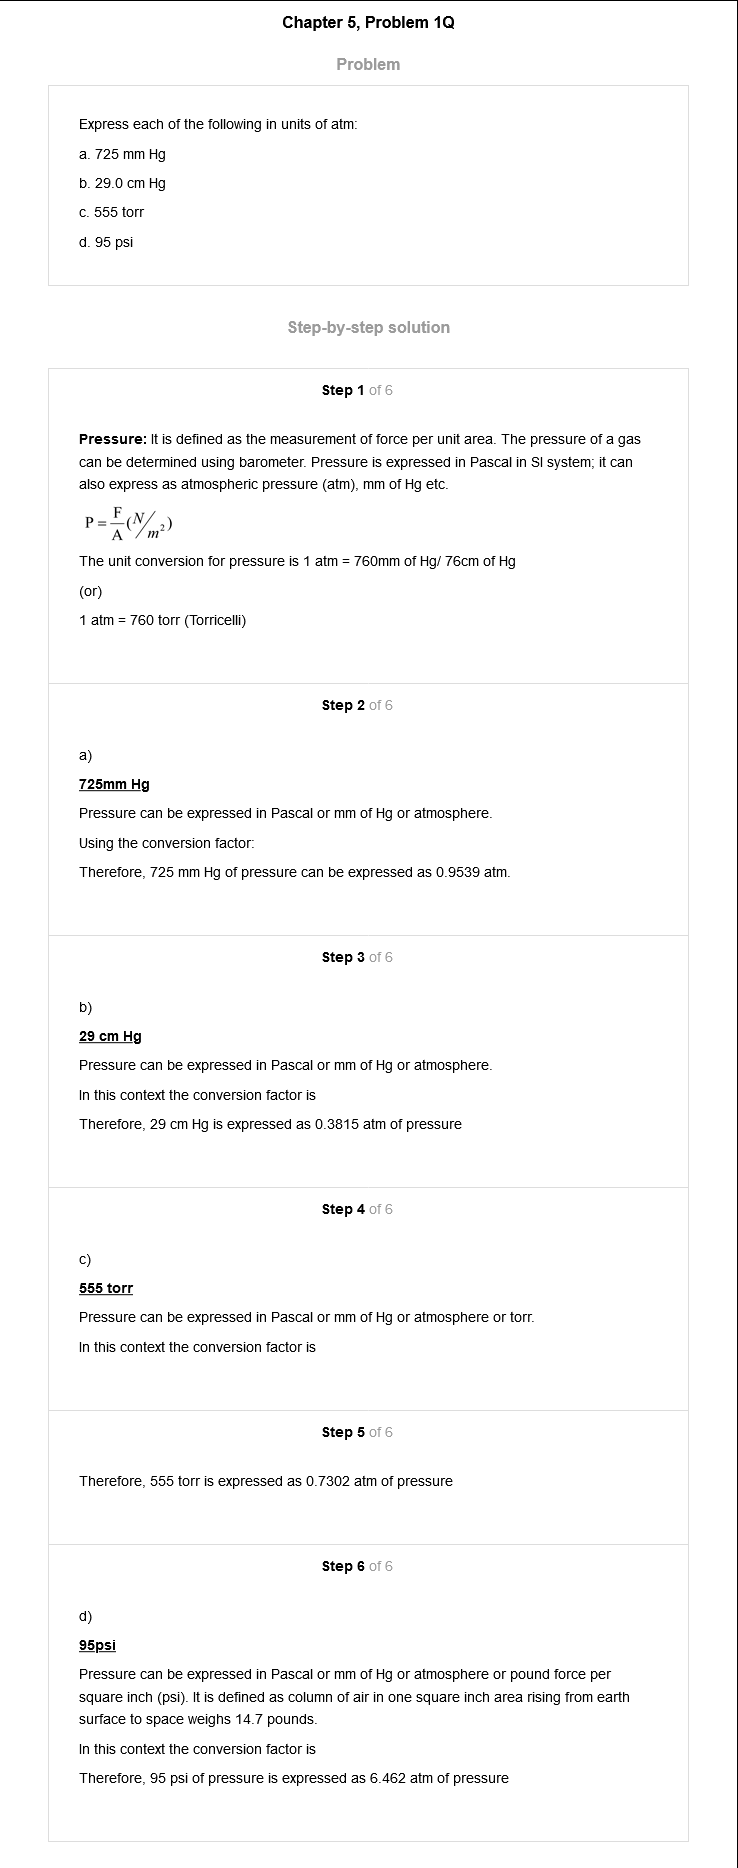 Chapter 5, Problem 1Q
Problem
Express each of the following in units of atm:
a. 725 mm Hg
b. 29.0 cm Hg
c. 555 torr
d. 95 psi
Step-by-step solution
Step 1 of 6
Pressure: It is defined as the measurement of force per unit area. The pressure of a gas
can be determined using barometer. Pressure is expressed in Pascal in SI system; it can
also express as atmospheric pressure (atm), mm of Hg etc.
P = F/A (N/m²)
The unit conversion for pressure is 1 atm = 760mm of Hg/ 76cm of Hg
(or)
1 atm = 760 torr (Torricelli)
Step 2 of 6
a)
725mm Hg
Pressure can be expressed in Pascal or mm of Hg or atmosphere.
Using the conversion factor:
Therefore, 725 mm Hg of pressure can be expressed as 0.9539 atm.
Step 3 of 6
b)
29 cm Hg
Pressure can be expressed in Pascal or mm of Hg or atmosphere.
In this context the conversion factor is
Therefore, 29 cm Hg is expressed as 0.3815 atm of pressure
Step 4 of 6
c)
555 torr
Pressure can be expressed in Pascal or mm of Hg or atmosphere or torr.
In this context the conversion factor is
Step 5 of 6
Therefore, 555 torr is expressed as 0.7302 atm of pressure
Step 6 of 6
d)
95psi
Pressure can be expressed in Pascal or mm of Hg or atmosphere or pound force per
square inch (psi). It is defined as column of air in one square inch area rising from earth
surface to space weighs 14.7 pounds.
In this context the conversion factor is
Therefore, 95 psi of pressure is expressed as 6.462 atm of pressure